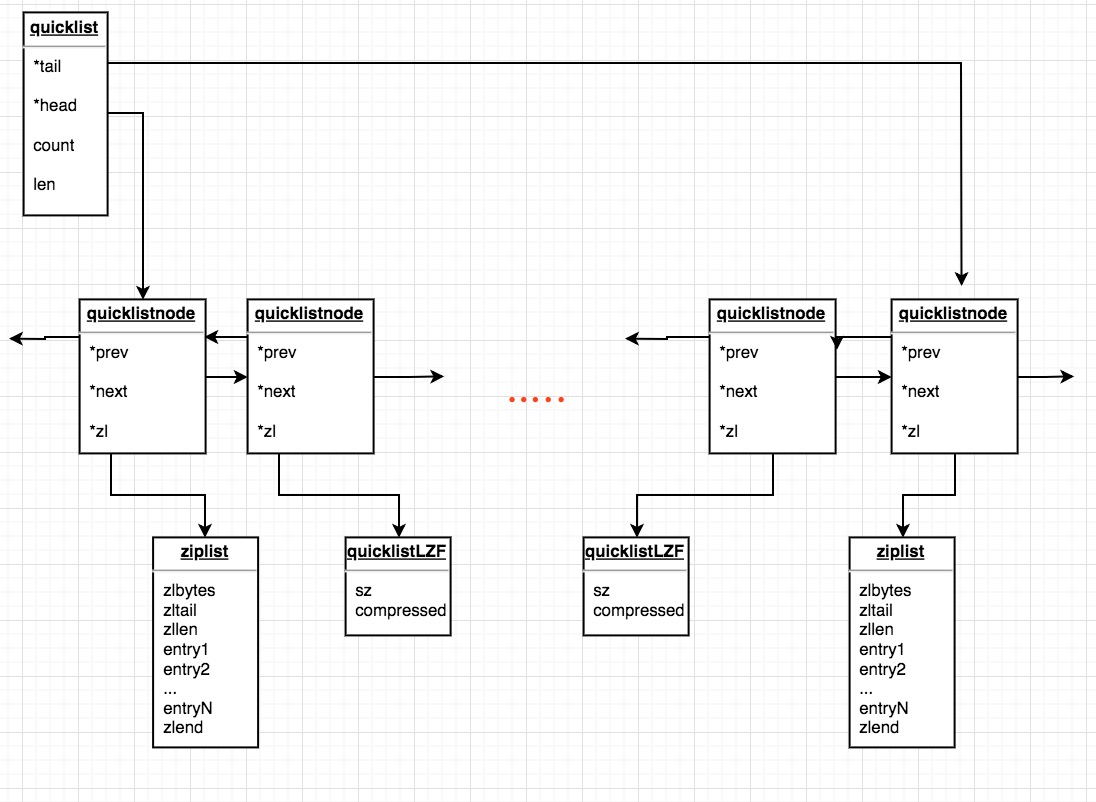 quicklist
*tail
*head
count
len
quicklistnode
*prev
*next
*zl
quicklistnode
*prev
*next
*zl
.....
quicklistnode
*prev
*next
*zl
quicklistnode
*prev
*next
*zl
ziplist
zlbytes
zltail
zllen
entry1
entry2
...
entryN
zlend
quicklistLZF
sz
compressed
quicklistLZF
sz
compressed
ziplist
zlbytes
zltail
zllen
entry1
entry2
...
entryN
zlend